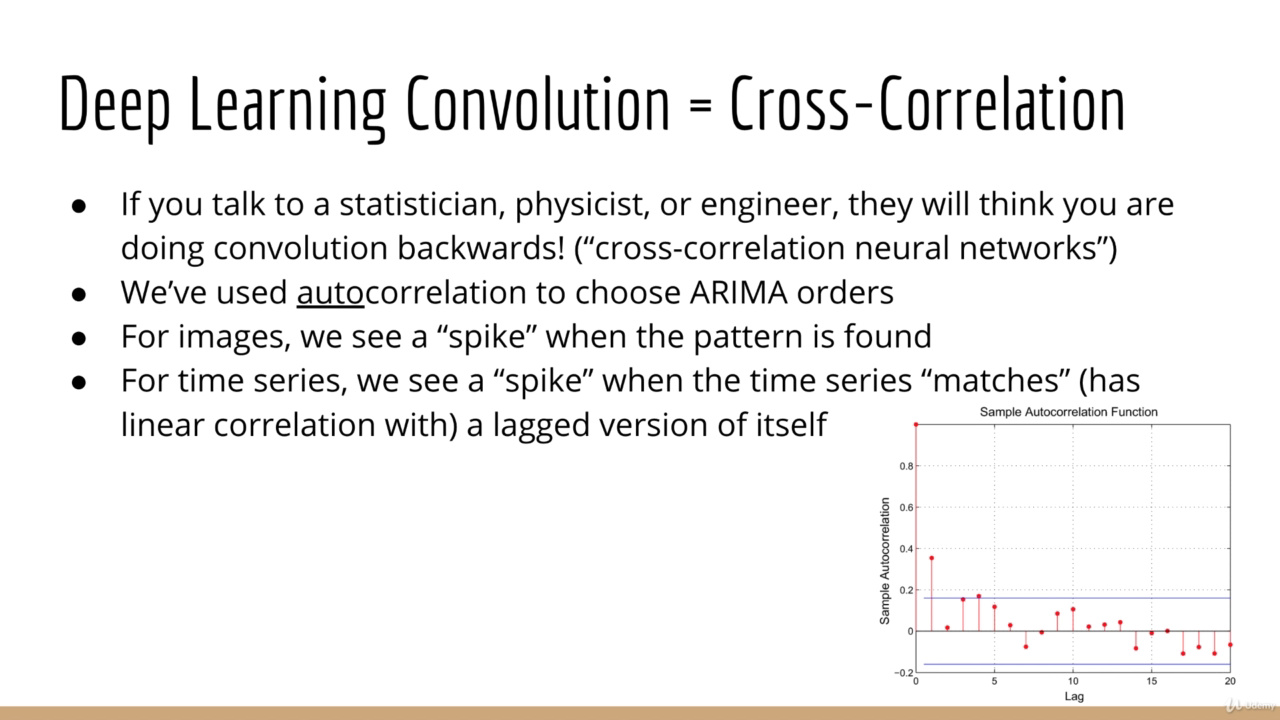 Deep Learning Convolution = Cross-Correlation
● If you talk to a statistician, physicist, or engineer, they will think you are
doing convolution backwards! (“cross-correlation neural networks”)
● We’ve used autocorrelation to choose ARIMA orders
● For images, we see a “spike” when the pattern is found
● For time series, we see a “spike” when the time series “matches” (has
linear correlation with) a lagged version of itself
Sample Autocorrelation Function
Sample Autocorrelation
0.8
0.6
0.4
0.2
0
−0.2
0 5 10 15 20
Lag
Udemy